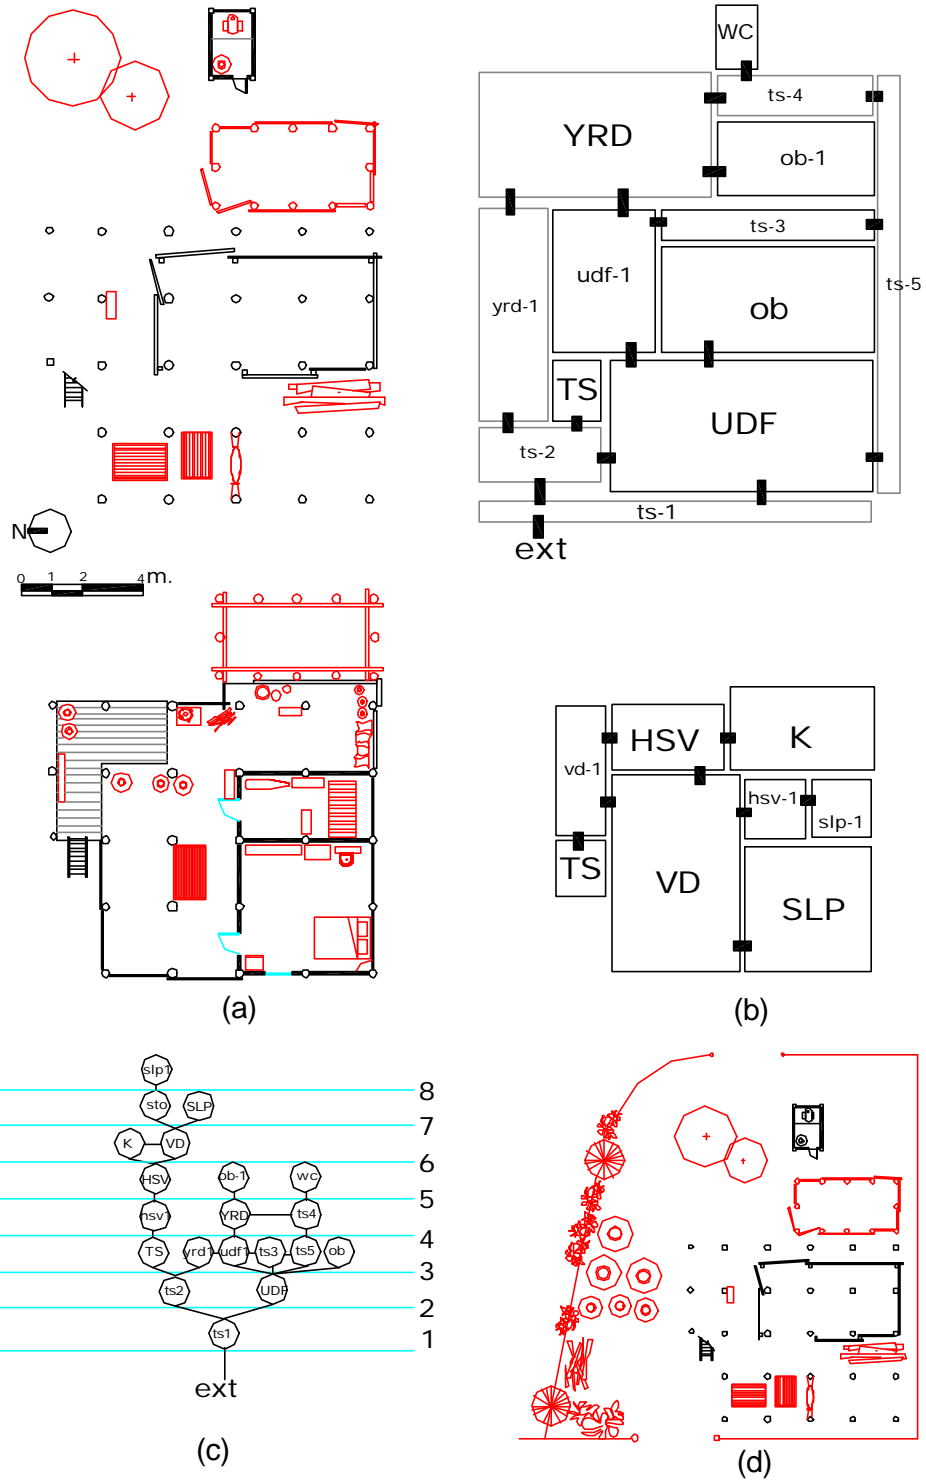 WC
ts-4
YRD
ob-1
ts-3
udf-1
ts-5
yrd-1
ob
TS
UDF
ts-2
ts-1
ext
N
0 1 2 4 m.
HSV
K
vd-1
hsv-1
slp-1
TS
VD
SLP
(a)
(b)
slp1
8
sto SLP
7
K VD
6
HSV ob-1 wc
5
hsv1 YRD ts4
4
TS yrd1 udf1 ts3 ts5 ob
3
ts2 UDF
2
ts1
1
ext
(c)
(d)